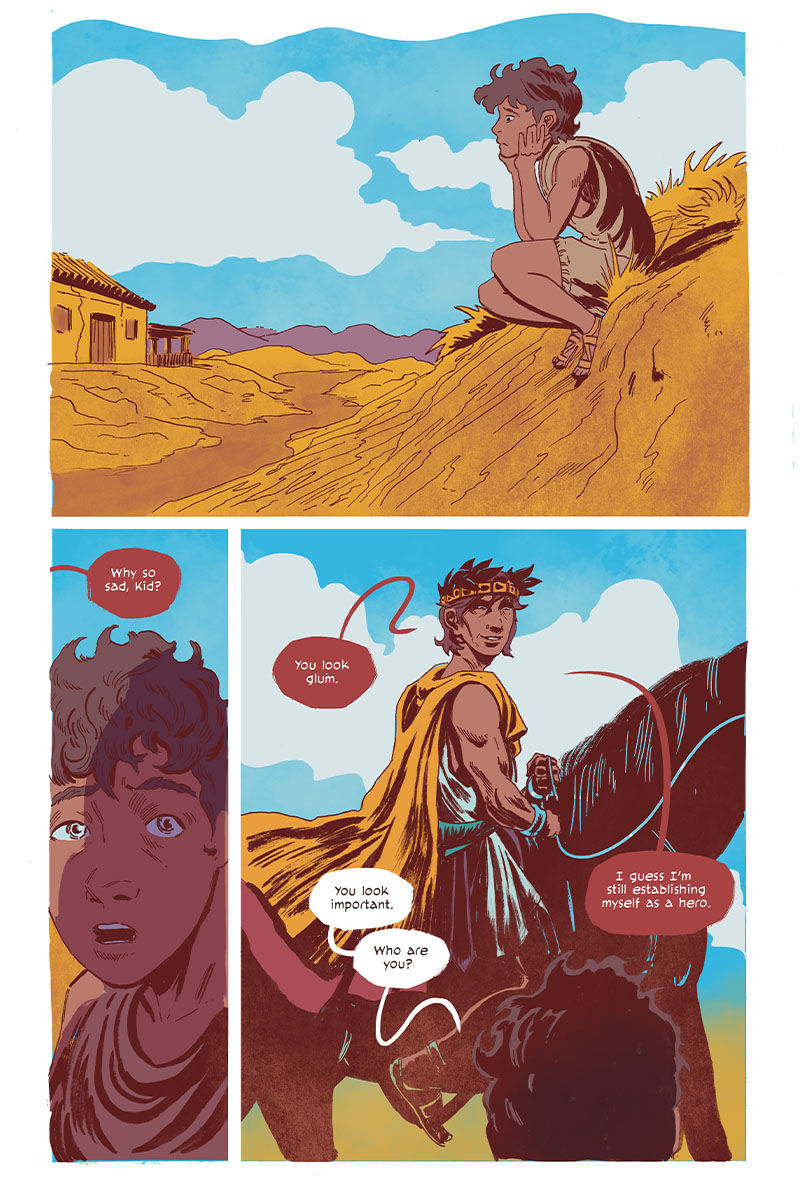 Why so
sad, kid?
You look
glum.
You look
important.
Who are
you?
I guess I'm
still establishing
myself as a hero.